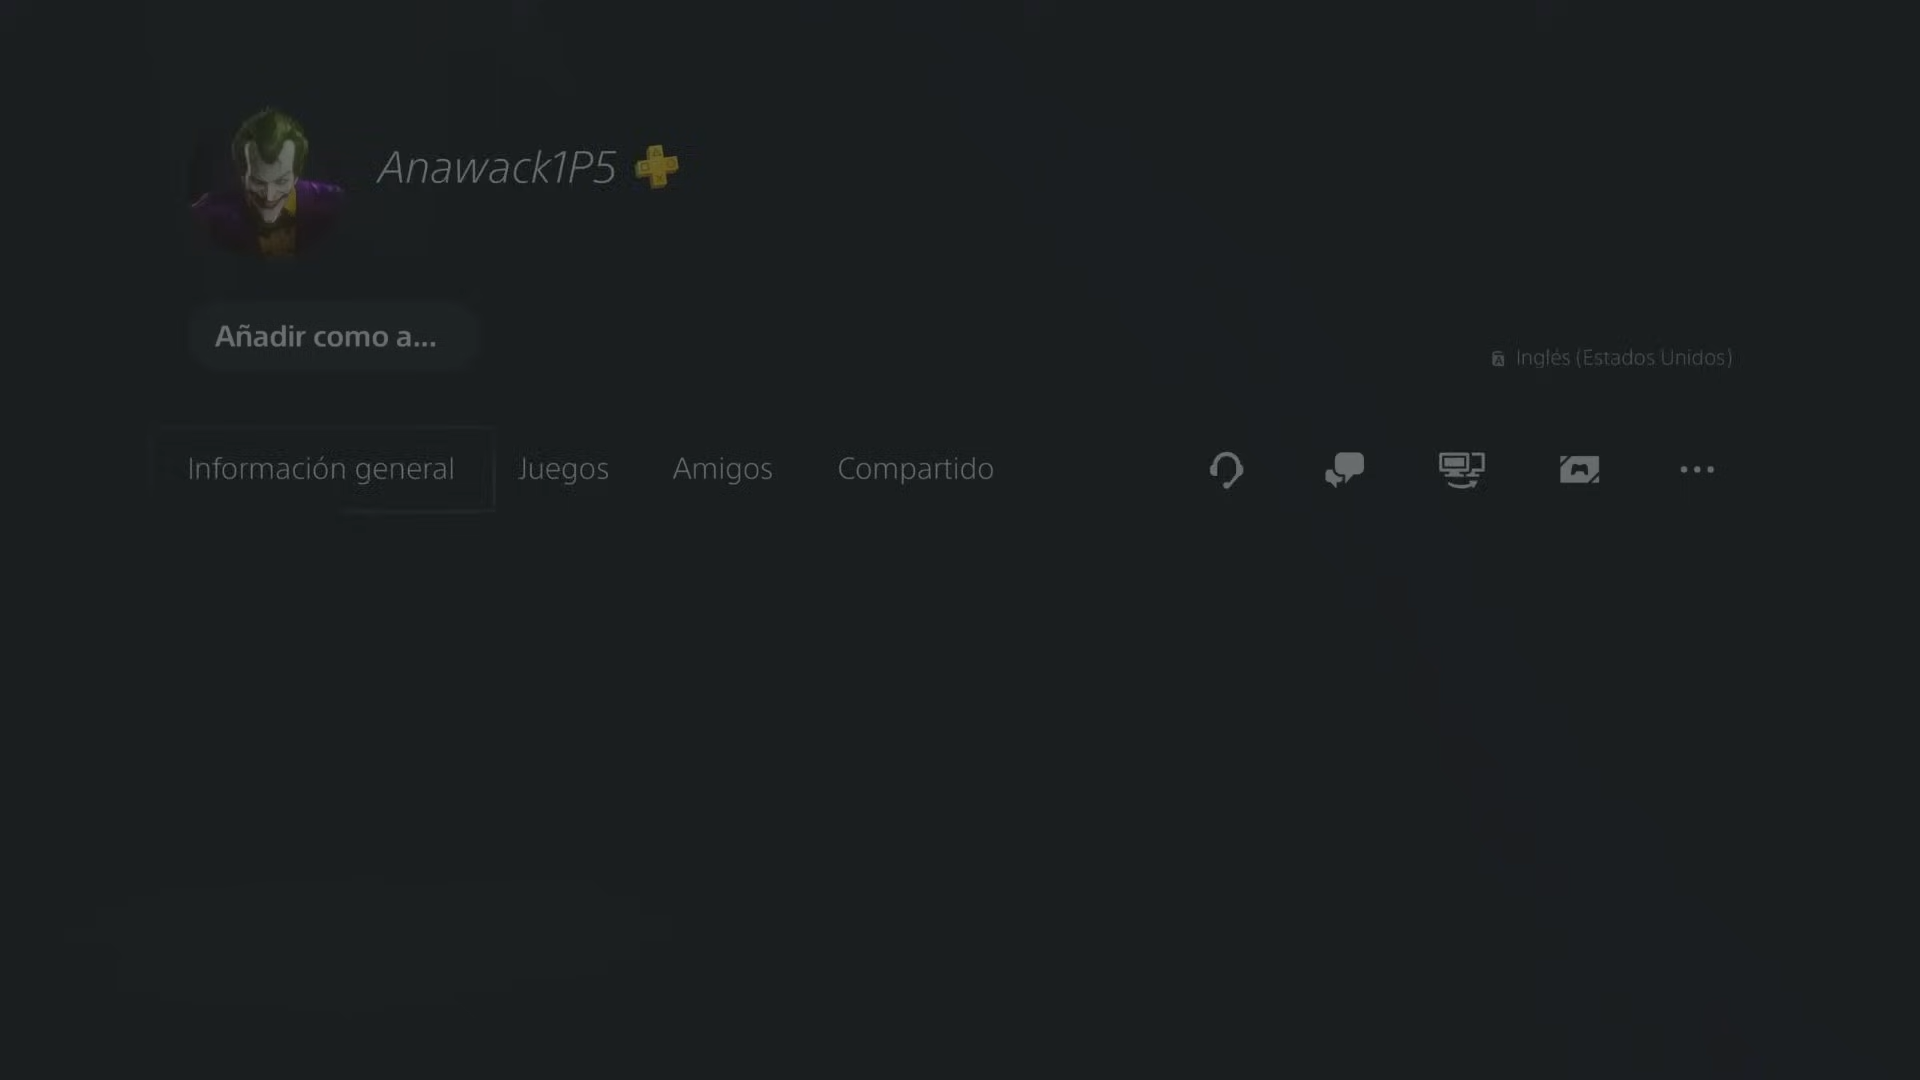 Anawack1P5
Añadir como a...
Inglés (Estados Unidos)
Información general Juegos Amigos Compartido